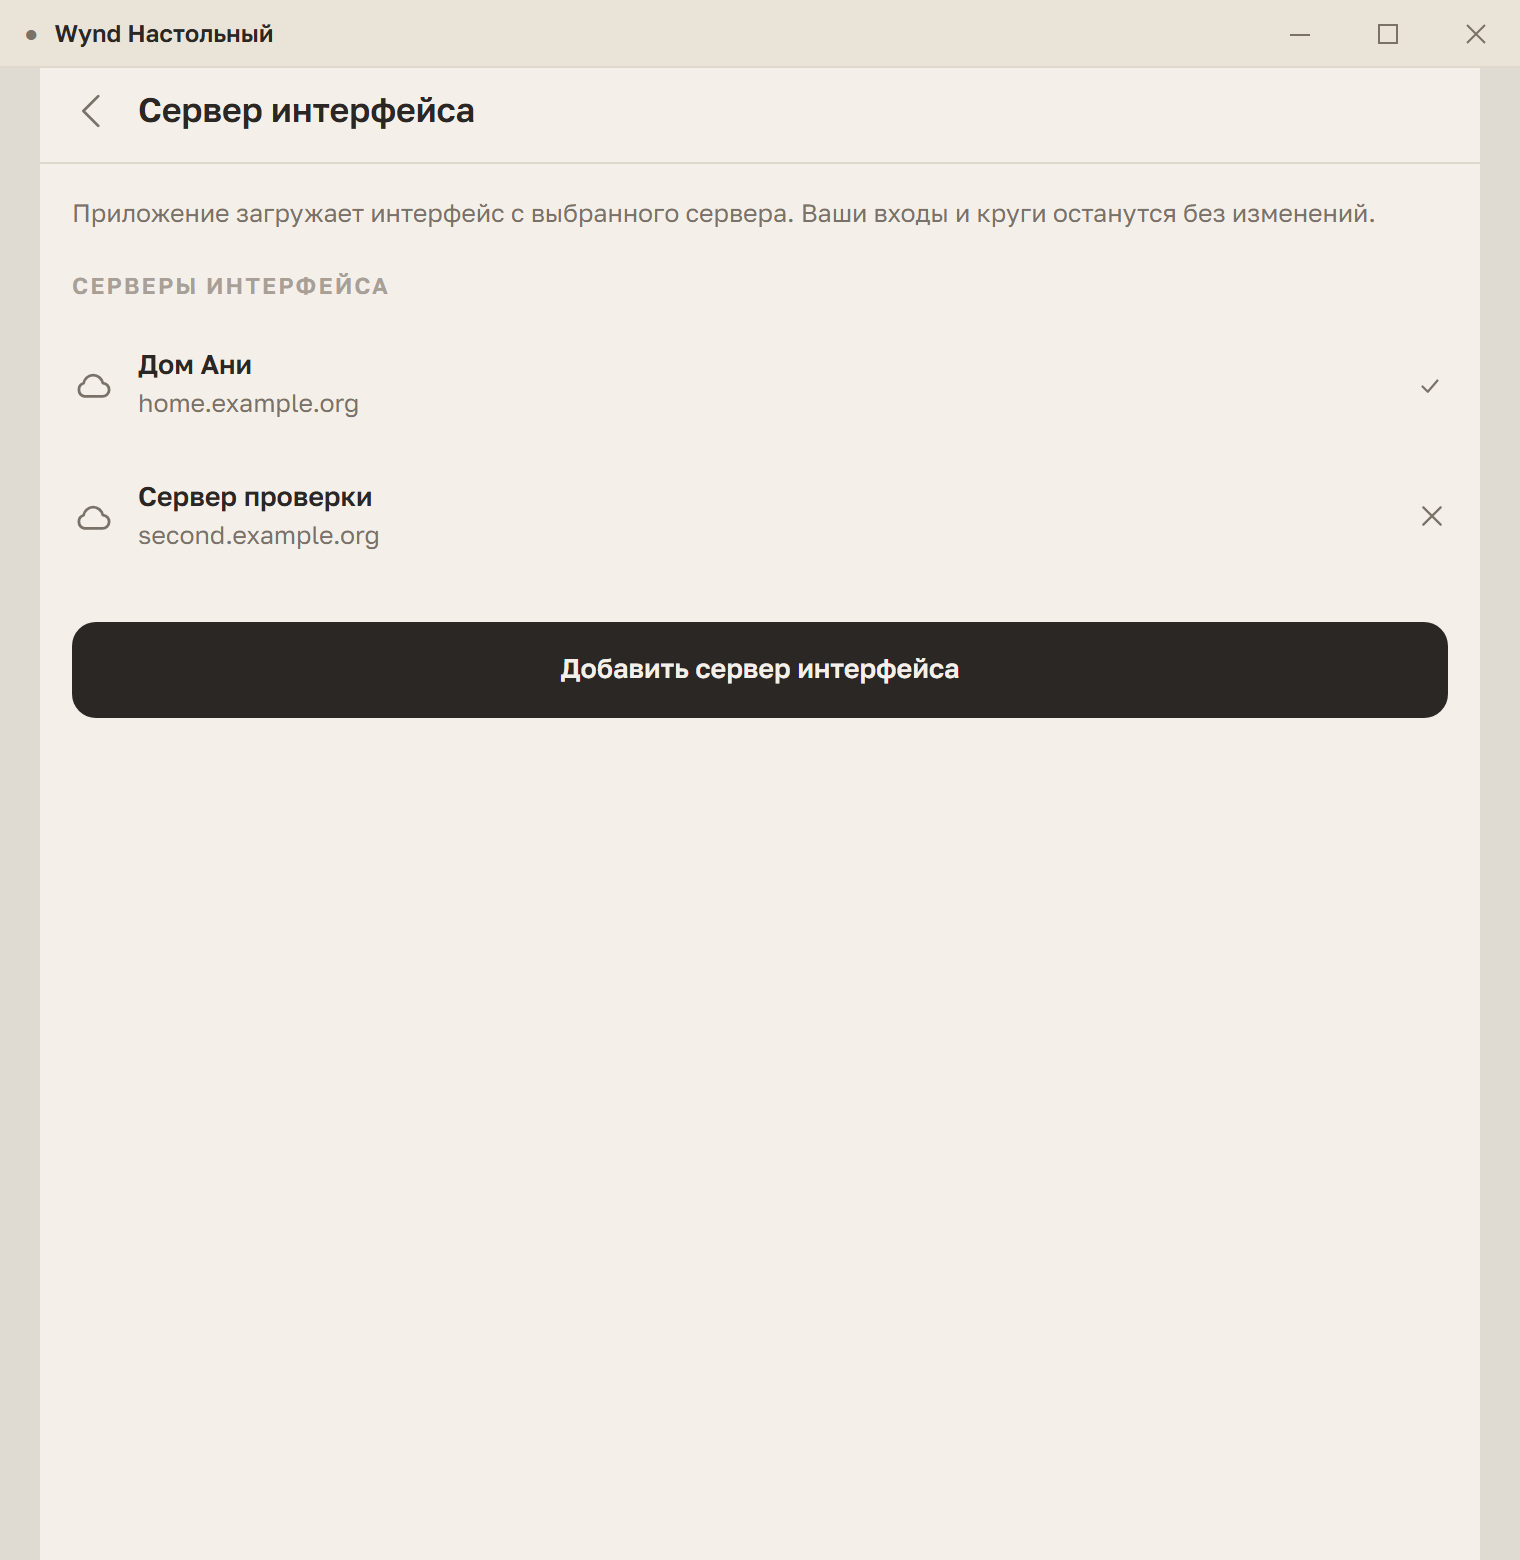 Wynd Настольный
Сервер интерфейса
Приложение загружает интерфейс с выбранного сервера. Ваши входы и круги останутся без изменений.
СЕРВЕРЫ ИНТЕРФЕЙСА
Дом Ани
home.example.org
Сервер проверки
second.example.org
Добавить сервер интерфейса